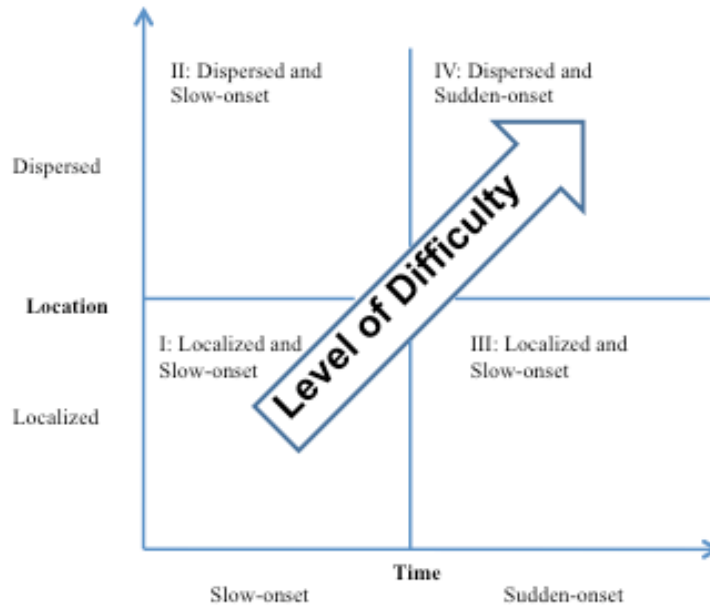 II: Dispersed and
Slow-onset
IV: Dispersed and
Sudden-onset
Dispersed
Level of Difficulty
Location
I: Localized and
Slow-onset
III: Localized and
Slow-onset
Localized
Time
Slow-onset
Sudden-onset